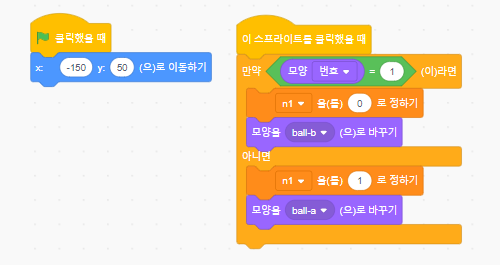 클릭했을 때
x: -150 y: 50 (으)로 이동하기
이 스프라이트를 클릭했을 때
만약 모양 번호 = 1 (이)라면
n1 을(를) 0 로 정하기
모양을 ball-b (으)로 바꾸기
아니면
n1 을(를) 1 로 정하기
모양을 ball-a (으)로 바꾸기